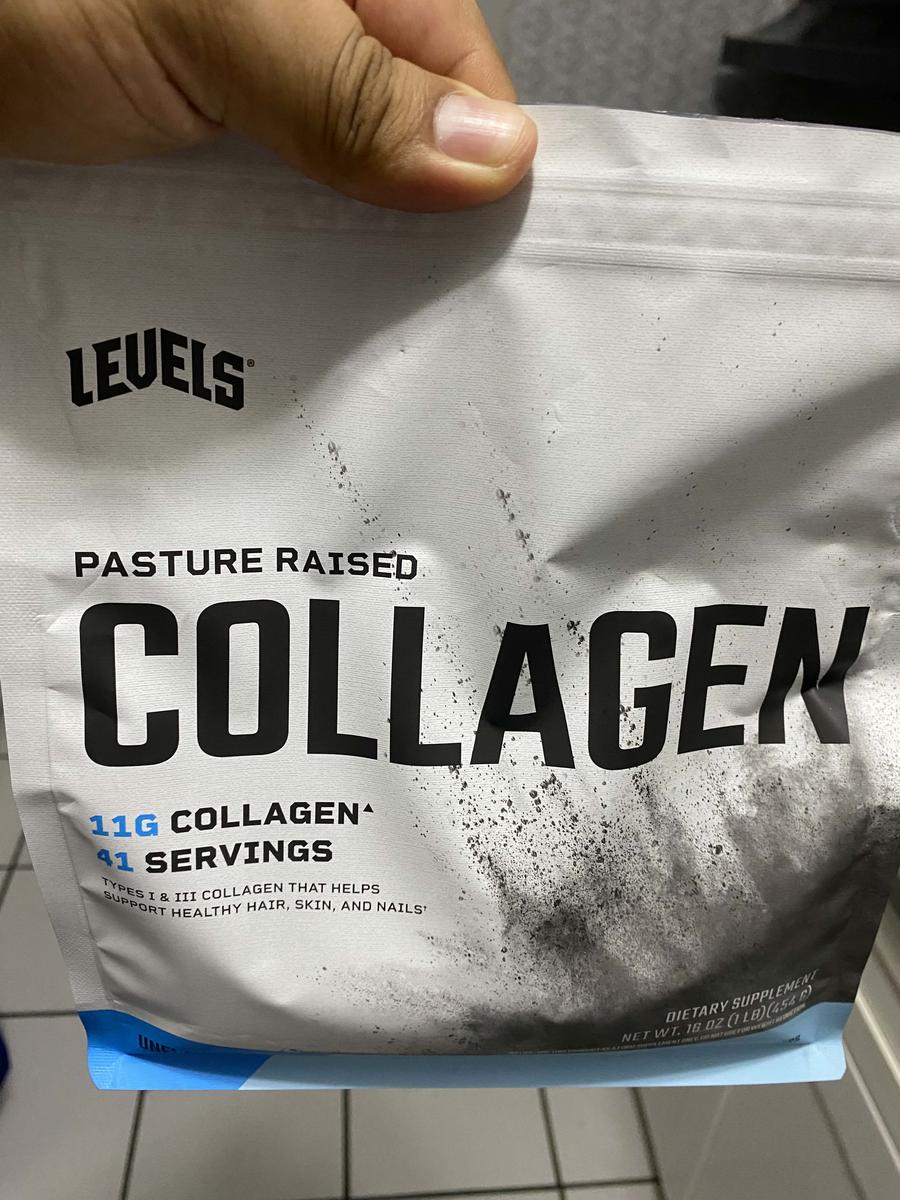 LEVELS®
PASTURE RAISED
COLLAGEN
11G COLLAGEN▲
41 SERVINGS
TYPES I & III COLLAGEN THAT HELPS
SUPPORT HEALTHY HAIR, SKIN, AND NAILS†
DIETARY SUPPLEMENT
NET WT. 16 OZ (1 LB)(454 G)